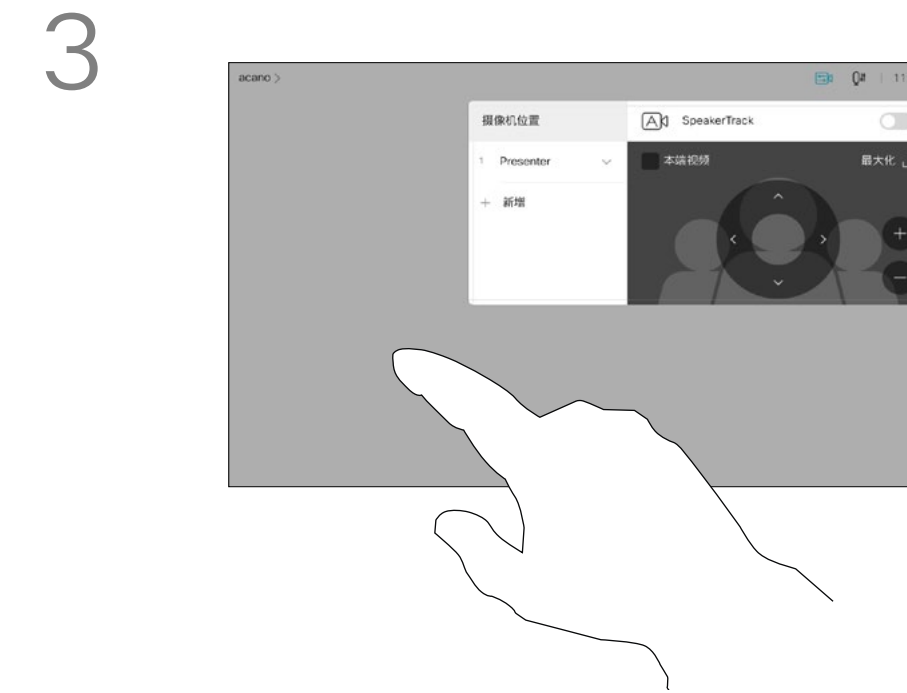 3
acano >
11
摄像机位置
SpeakerTrack
1 Presenter
本端视频
最大化
+ 新增